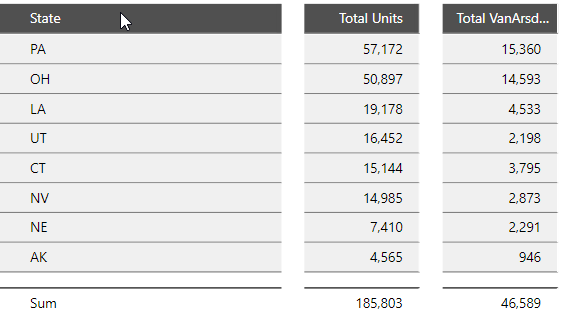 State Total Units Total VanArsd...
PA 57,172 15,360
OH 50,897 14,593
LA 19,178 4,533
UT 16,452 2,198
CT 15,144 3,795
NV 14,985 2,873
NE 7,410 2,291
AK 4,565 946
Sum 185,803 46,589